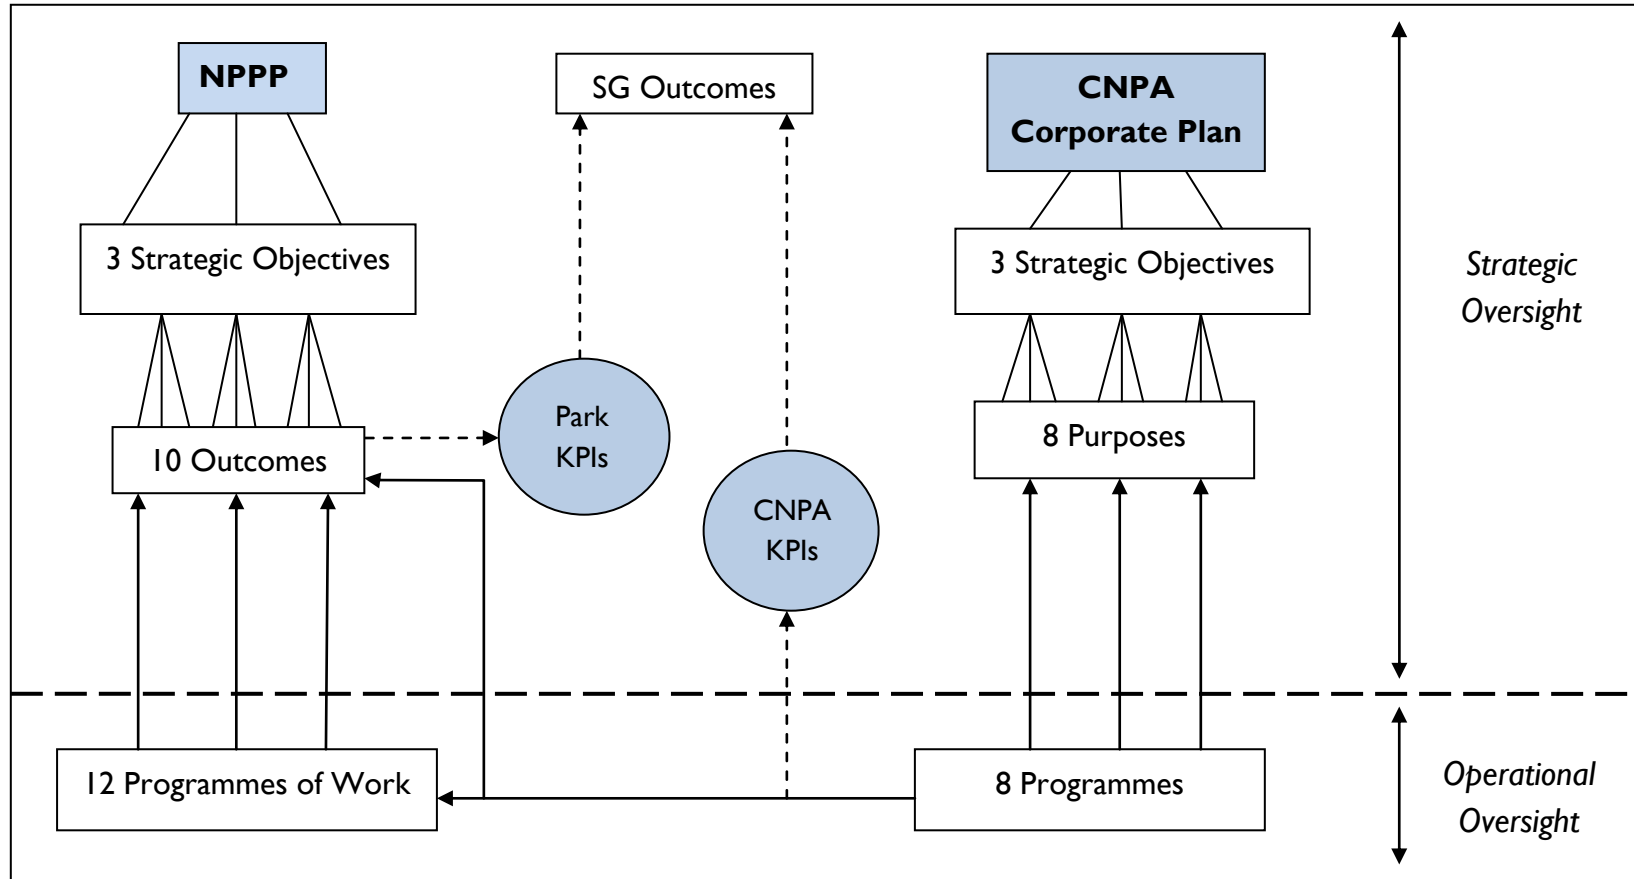 NPPP
SG Outcomes
CNPA
Corporate Plan
3 Strategic Objectives
3 Strategic Objectives
Strategic
Oversight
Park
KPIs
10 Outcomes
8 Purposes
CNPA
KPIs
12 Programmes of Work
8 Programmes
Operational
Oversight